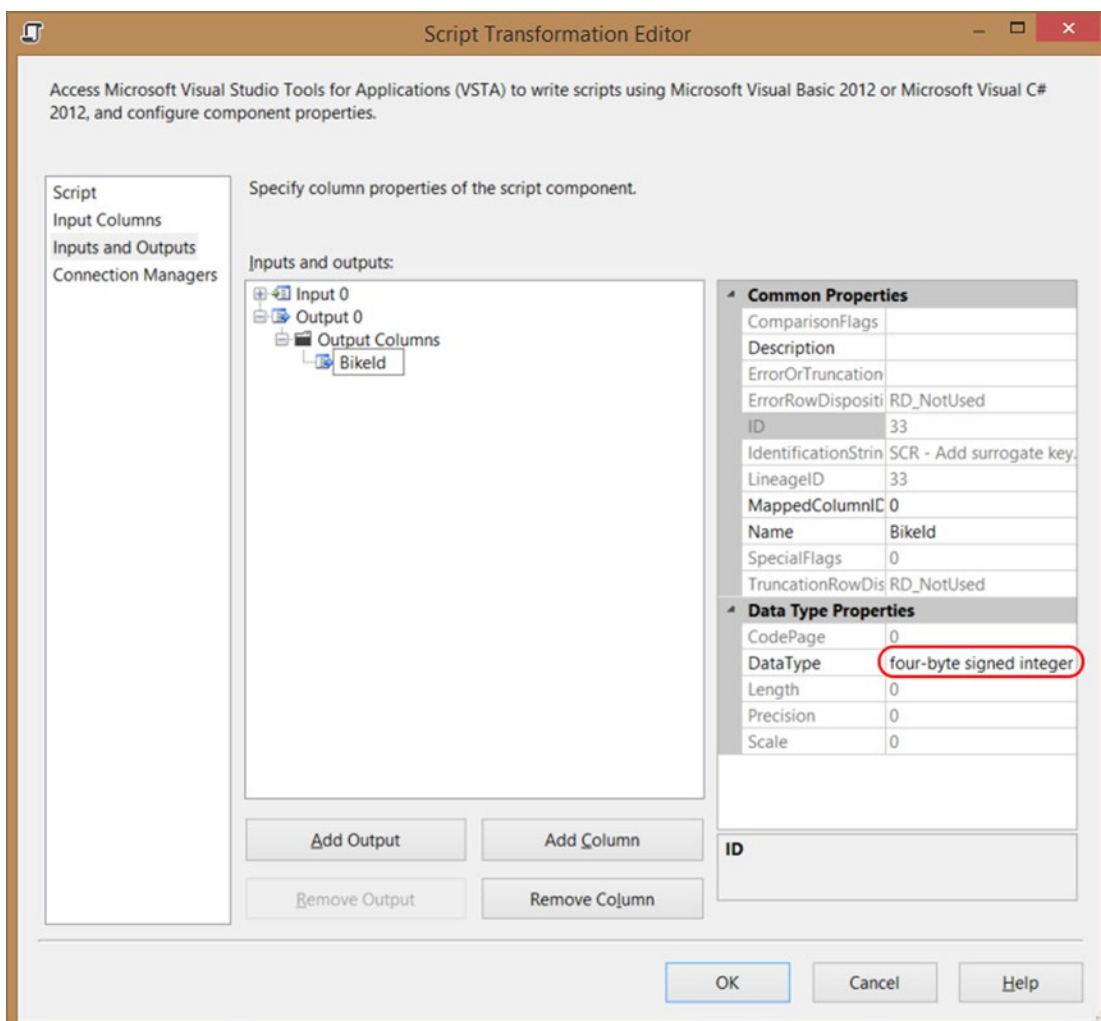 Script Transformation Editor
Access Microsoft Visual Studio Tools for Applications (VSTA) to write scripts using Microsoft Visual Basic 2012 or Microsoft Visual C#
2012, and configure component properties.
Script
Input Columns
Inputs and Outputs
Connection Managers
Specify column properties of the script component.
Inputs and outputs:
Input 0
Output 0
Output Columns
BikeId
Common Properties
ComparisonFlags
Description
ErrorOrTruncation
ErrorRowDispositi RD_NotUsed
ID 33
IdentificationStrin SCR - Add surrogate key.
LineageID 33
MappedColumnID 0
Name BikeId
SpecialFlags 0
TruncationRowDis RD_NotUsed
Data Type Properties
CodePage 0
DataType four-byte signed integer
Length 0
Precision 0
Scale 0
Add Output
Add Column
Remove Output
Remove Column
ID
OK
Cancel
Help